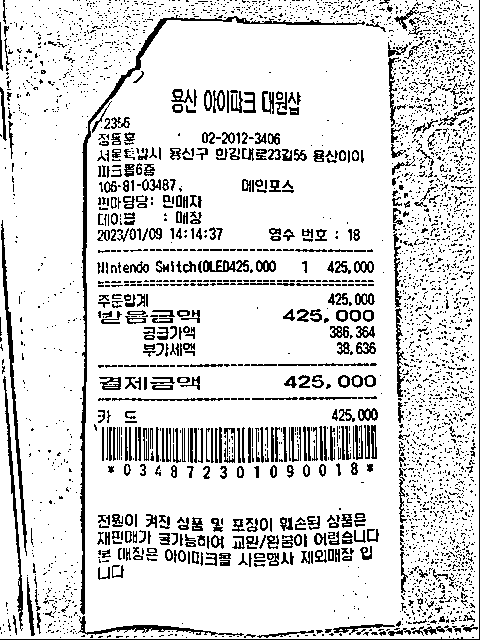 용산 아이파크 대원샵
2356
정동훈 02-2012-3406
서울특별시 용산구 한강대로23길55 용산아이
파크몰6층
106-81-03487, 메인포스
판매담당: 판매자
테이블 : 매장
2023/01/09 14:14:37 영수 번호 : 18
Nintendo Switch(OLED425,000 1 425,000
주문합계 425,000
받을금액 425,000
공급가액 386,364
부가세액 38,636
결제금액 425,000
카 드 425,000
*034872301090018*
전원이 켜진 상품 및 포장이 훼손된 상품은
재판매가 불가능하여 교환/환불이 어렵습니다
본 매장은 아이파크몰 사은행사 제외매장 입
니다